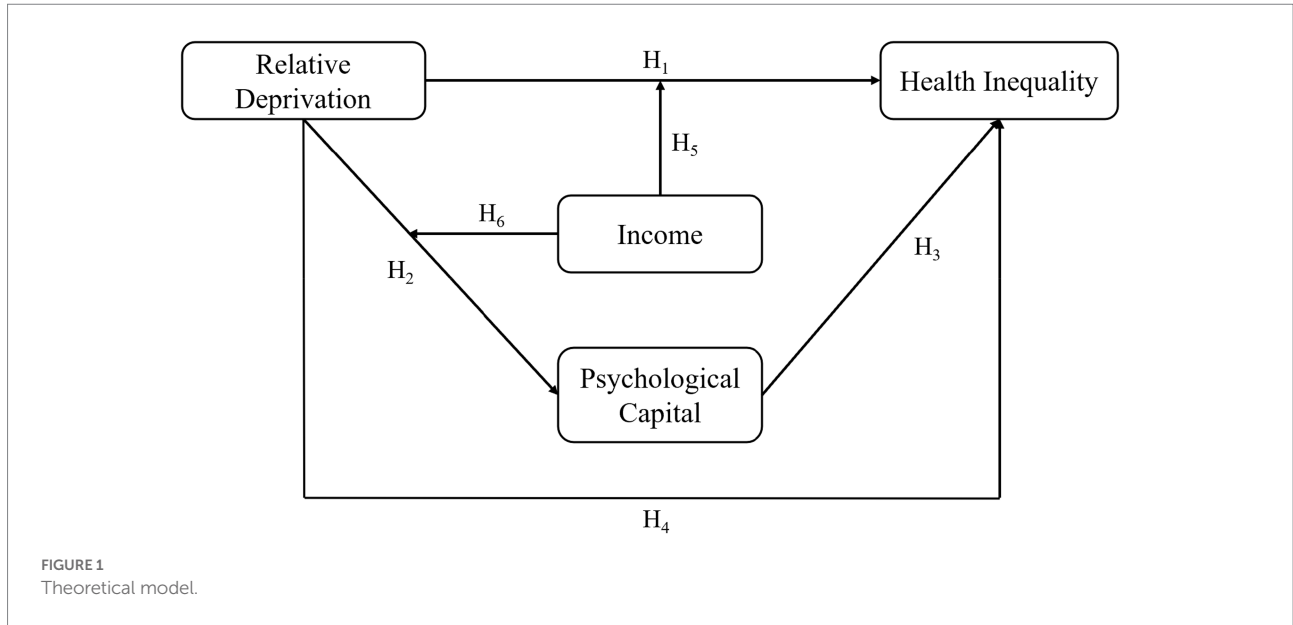 Relative
Deprivation
H₁
Health Inequality
H₅
H₆
Income
H₂
H₃
Psychological
Capital
H₄
FIGURE 1
Theoretical model.